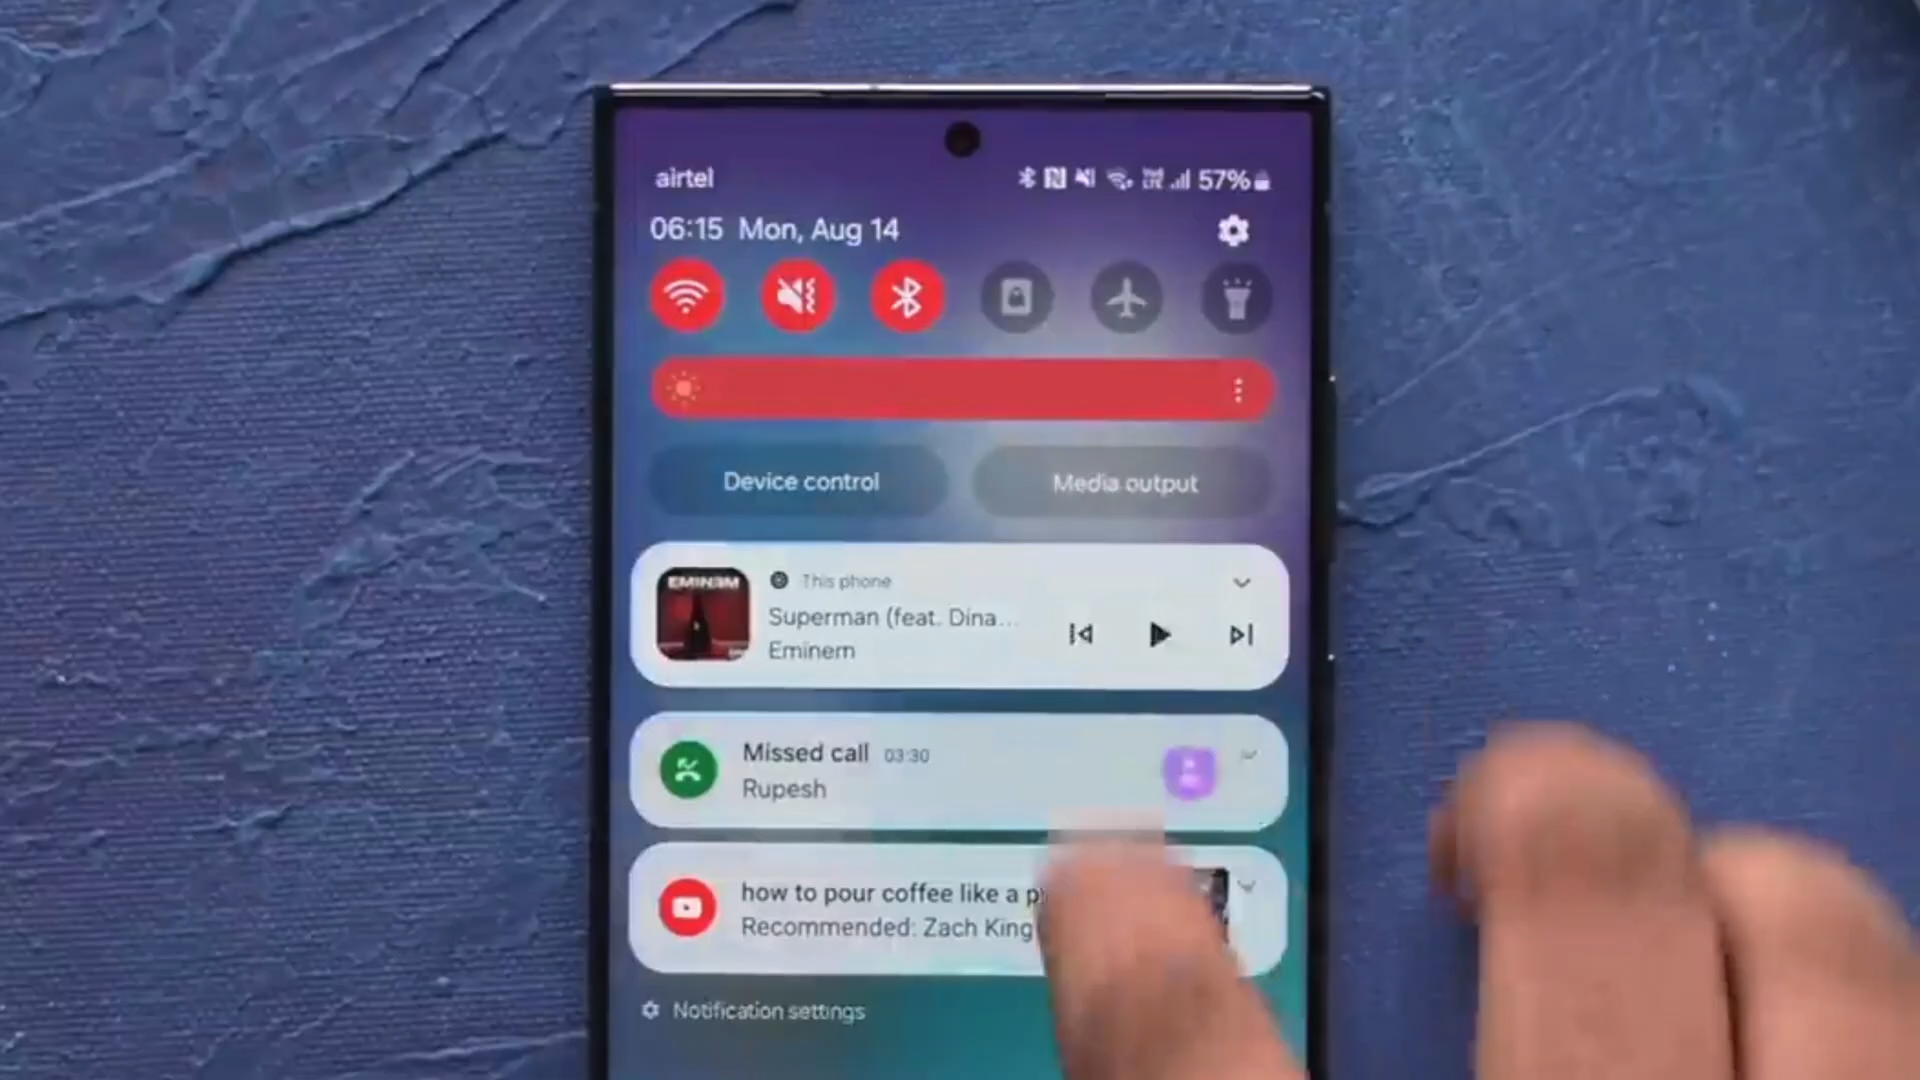 airtel
57%
06:15 Mon, Aug 14
Device control
Media output
EMINEM
This phone
Superman (feat. Dina...
Eminem
Missed call 03:30
Rupesh
how to pour coffee like a
Recommended: Zach King
Notification settings